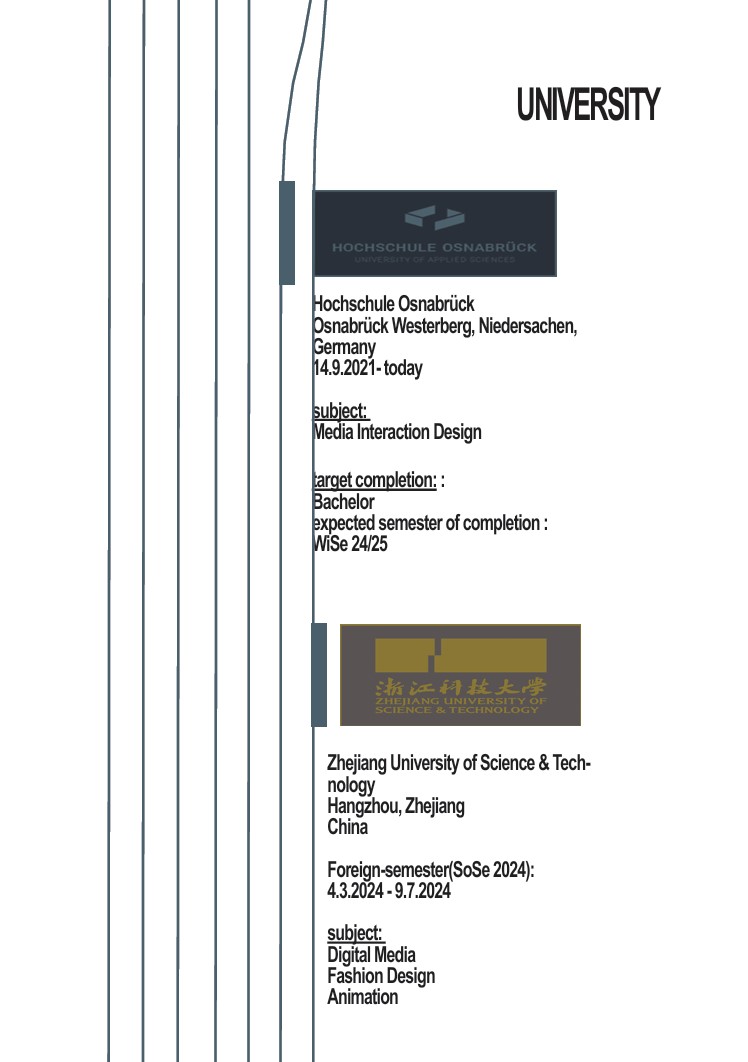 UNIVERSITY
HOCHSCHULE OSNABRÜCK
UNIVERSITY OF APPLIED SCIENCES
Hochschule Osnabrück
Osnabrück Westerberg, Niedersachen,
Germany
14.9.2021- today
subject:
Media Interaction Design
target completion: :
Bachelor
expected semester of completion :
WiSe 24/25
浙江科技大学
ZHEJIANG UNIVERSITY OF
SCIENCE & TECHNOLOGY
Zhejiang University of Science & Tech-
nology
Hangzhou, Zhejiang
China
Foreign-semester(SoSe 2024):
4.3.2024 - 9.7.2024
subject:
Digital Media
Fashion Design
Animation